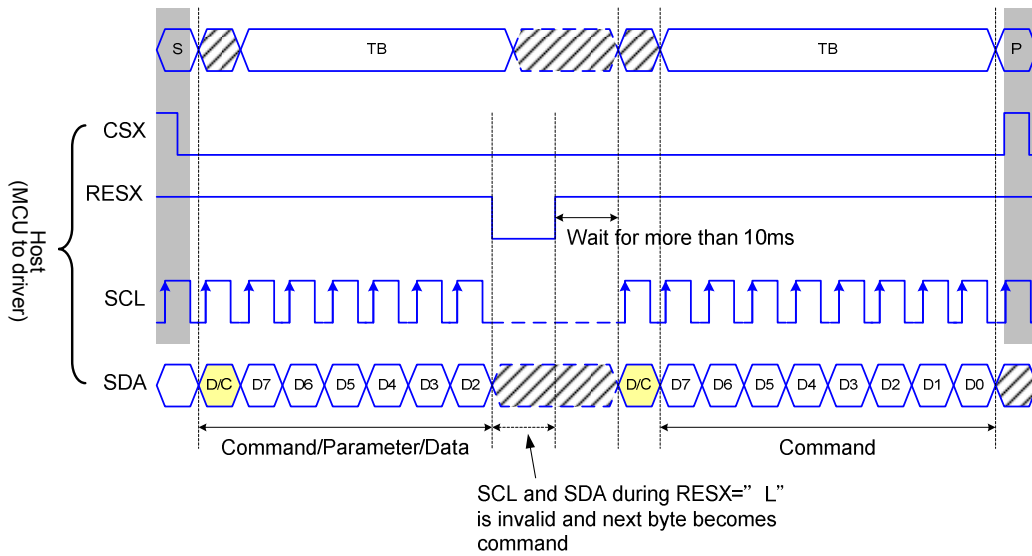 S TB TB P
CSX
RESX
Wait for more than 10ms
Host
(MCU to driver)
SCL
SDA D/C D7 D6 D5 D4 D3 D2 D/C D7 D6 D5 D4 D3 D2 D1 D0
Command/Parameter/Data Command
SCL and SDA during RESX=” L”
is invalid and next byte becomes
command